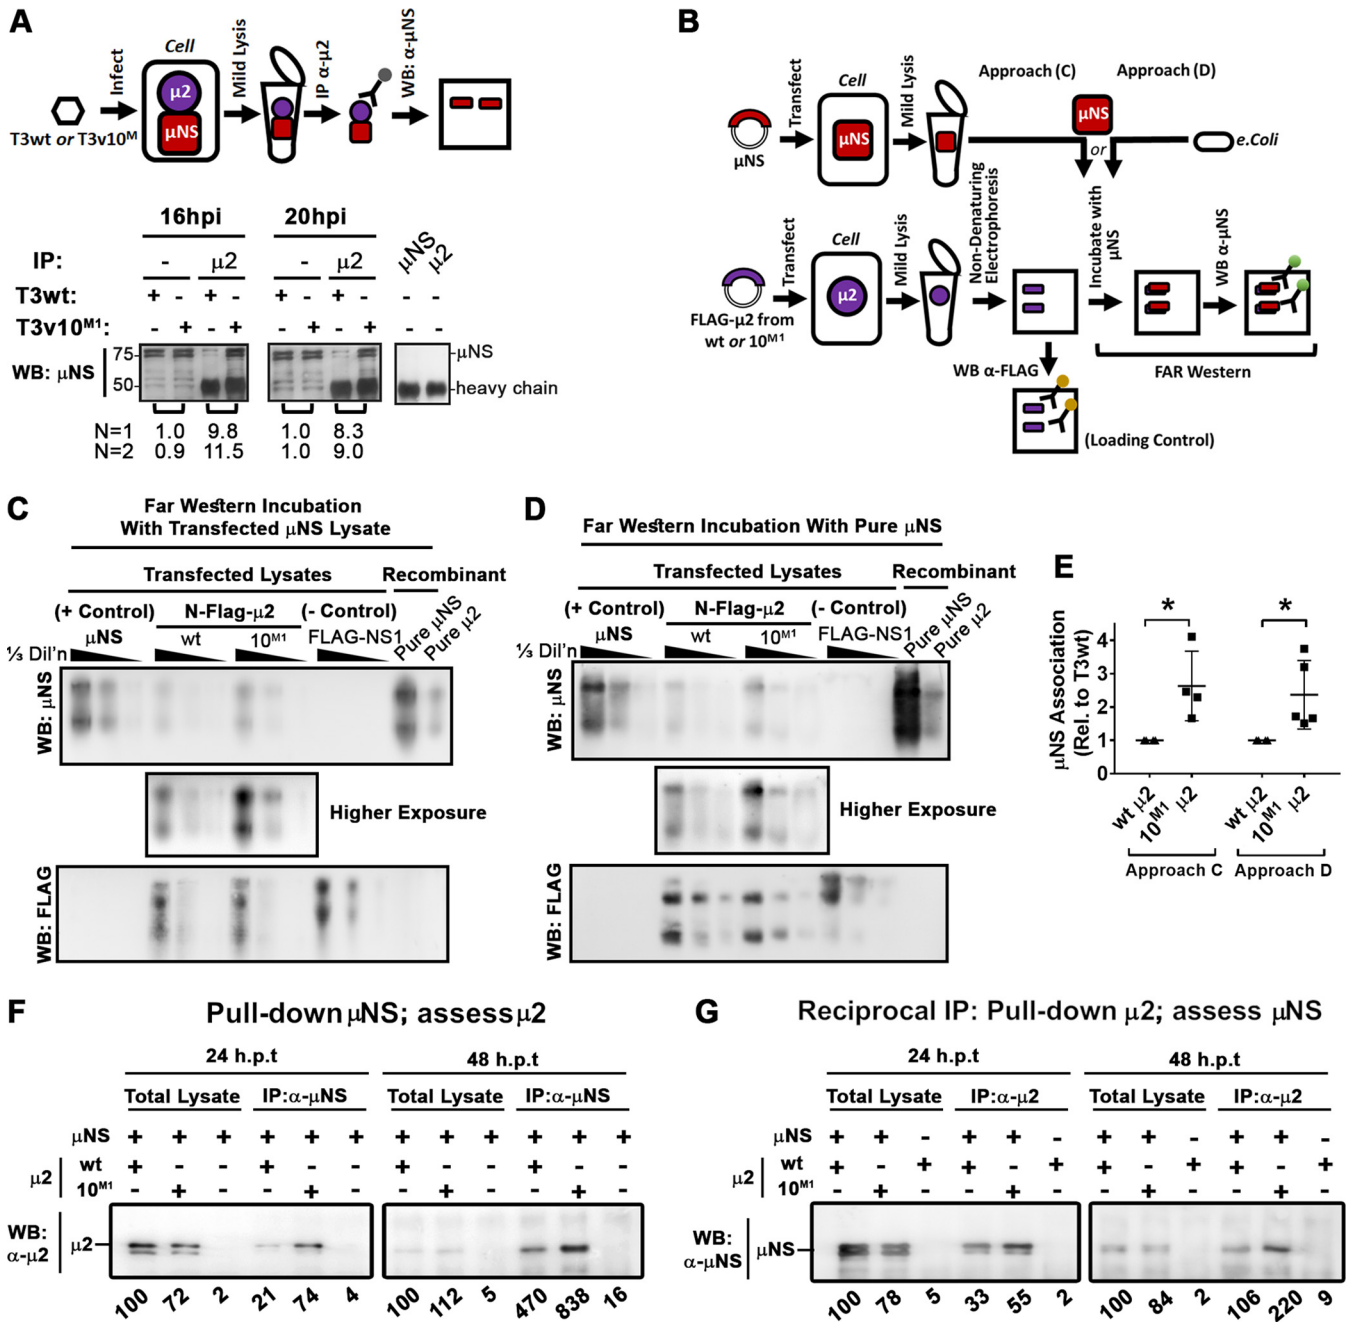 A
Cell
Infect
Mild Lysis
IP α-μ2
WB: α-μNS
μ2
μNS
T3wt or T3v10M
16hpi 20hpi
IP: - μ2 - μ2 μNS μ2
T3wt: + - + - + - + - - -
T3v10M1: - + - + - + - + - -
WB: μNS
75-
50-
-μNS
-heavy chain
N=1 1.0 9.8 1.0 8.3
N=2 0.9 11.5 1.0 9.0
B
Approach (C) Approach (D)
Transfect
Cell
Mild Lysis
μNS
μNS
μNS
or
e.Coli
Transfect
Cell
Mild Lysis
Non-Denaturing Electrophoresis
Incubate with μNS
WB α-μNS
μ2
FLAG-μ2 from
wt or 10M1
WB α-FLAG
FAR Western
(Loading Control)
C
Far Western Incubation
With Transfected μNS Lysate
Transfected Lysates Recombinant
(+ Control) N-Flag-μ2 (- Control)
μNS wt 10M1 FLAG-NS1 Pure μNS Pure μ2
⅓ Dil'n
WB: μNS
Higher Exposure
WB: FLAG
D
Far Western Incubation With Pure μNS
Transfected Lysates Recombinant
(+ Control) N-Flag-μ2 (- Control)
μNS wt 10M1 FLAG-NS1 Pure μNS Pure μ2
⅓ Dil'n
WB: μNS
Higher Exposure
WB: FLAG
E
* *
μNS Association
(Rel. to T3wt)
4
3
2
1
0
wt μ2 10M1 μ2 wt μ2 10M1 μ2
Approach C Approach D
F
Pull-down μNS; assess μ2
24 h.p.t 48 h.p.t
Total Lysate IP:α-μNS Total Lysate IP:α-μNS
μNS + + + + + + + + + + + +
μ2
wt + - - + - - + - - + - -
10M1 - + - - + - - + - - + -
WB:
α-μ2
μ2
100 72 2 21 74 4 100 112 5 470 838 16
G
Reciprocal IP: Pull-down μ2; assess μNS
24 h.p.t 48 h.p.t
Total Lysate IP:α-μ2 Total Lysate IP:α-μ2
μNS + + - + + - + + - + + -
μ2
wt + - + + - + + - + + - +
10M1 - + - - + - - + - - + -
WB:
α-μNS
μNS
100 78 5 33 55 2 100 84 2 106 220 9